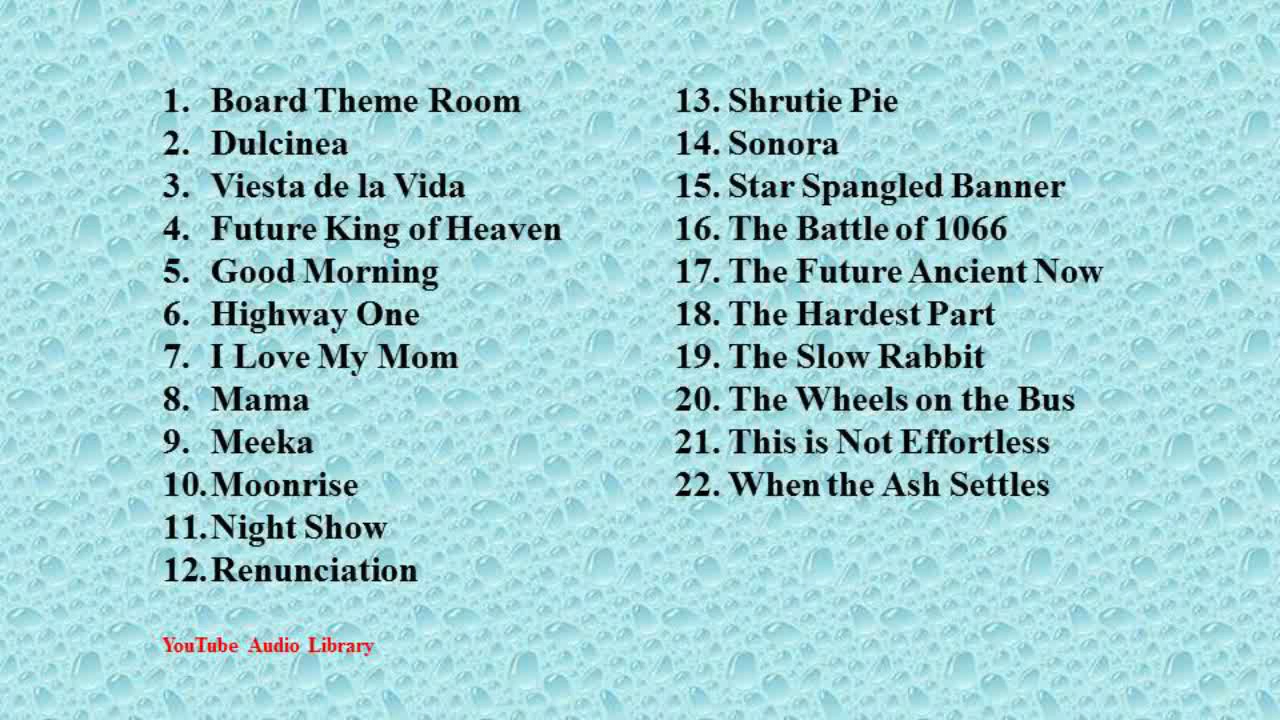 1. Board Theme Room
2. Dulcinea
3. Viesta de la Vida
4. Future King of Heaven
5. Good Morning
6. Highway One
7. I Love My Mom
8. Mama
9. Meeka
10. Moonrise
11. Night Show
12. Renunciation
13. Shrutie Pie
14. Sonora
15. Star Spangled Banner
16. The Battle of 1066
17. The Future Ancient Now
18. The Hardest Part
19. The Slow Rabbit
20. The Wheels on the Bus
21. This is Not Effortless
22. When the Ash Settles
YouTube Audio Library